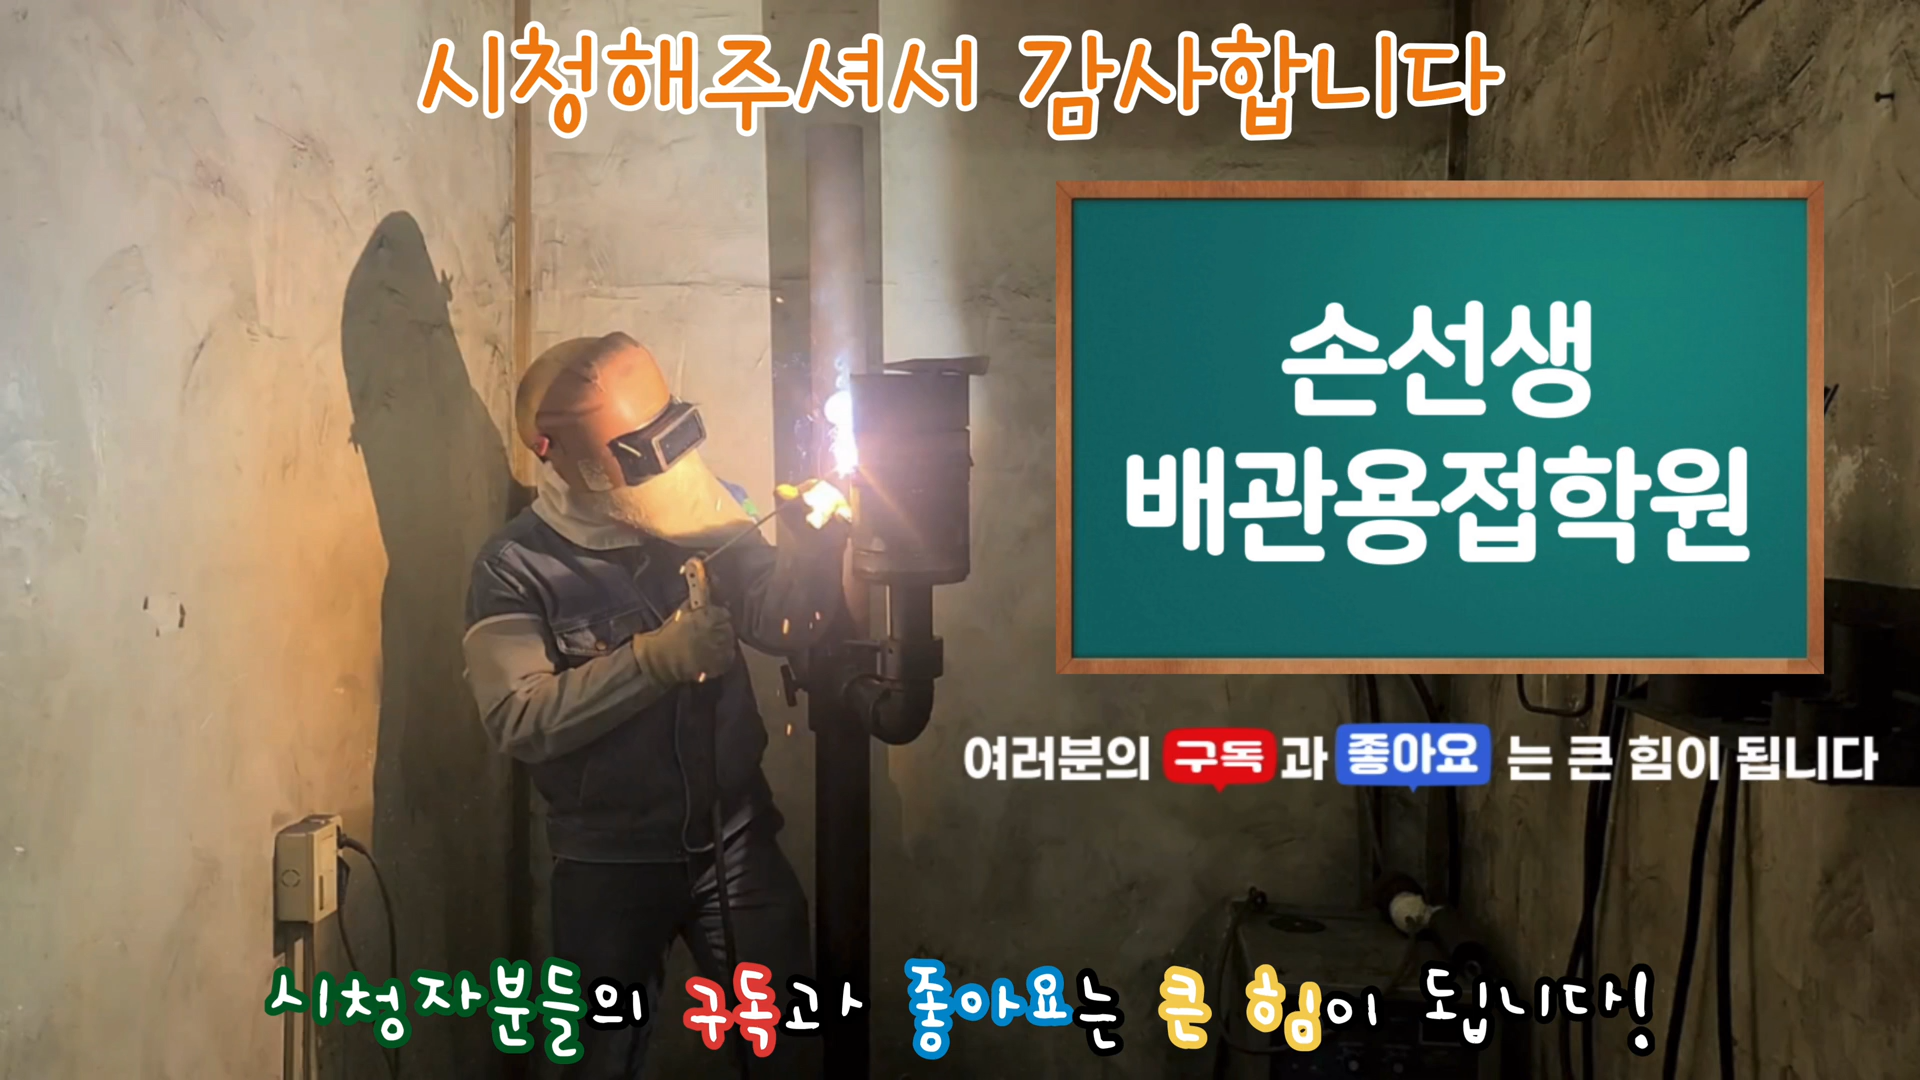 시청해주셔서 감사합니다
손선생
배관용접학원
여러분의 구독과 좋아요 는 큰 힘이 됩니다
시청자분들의 구독과 좋아요는 큰 힘이 됩니다!